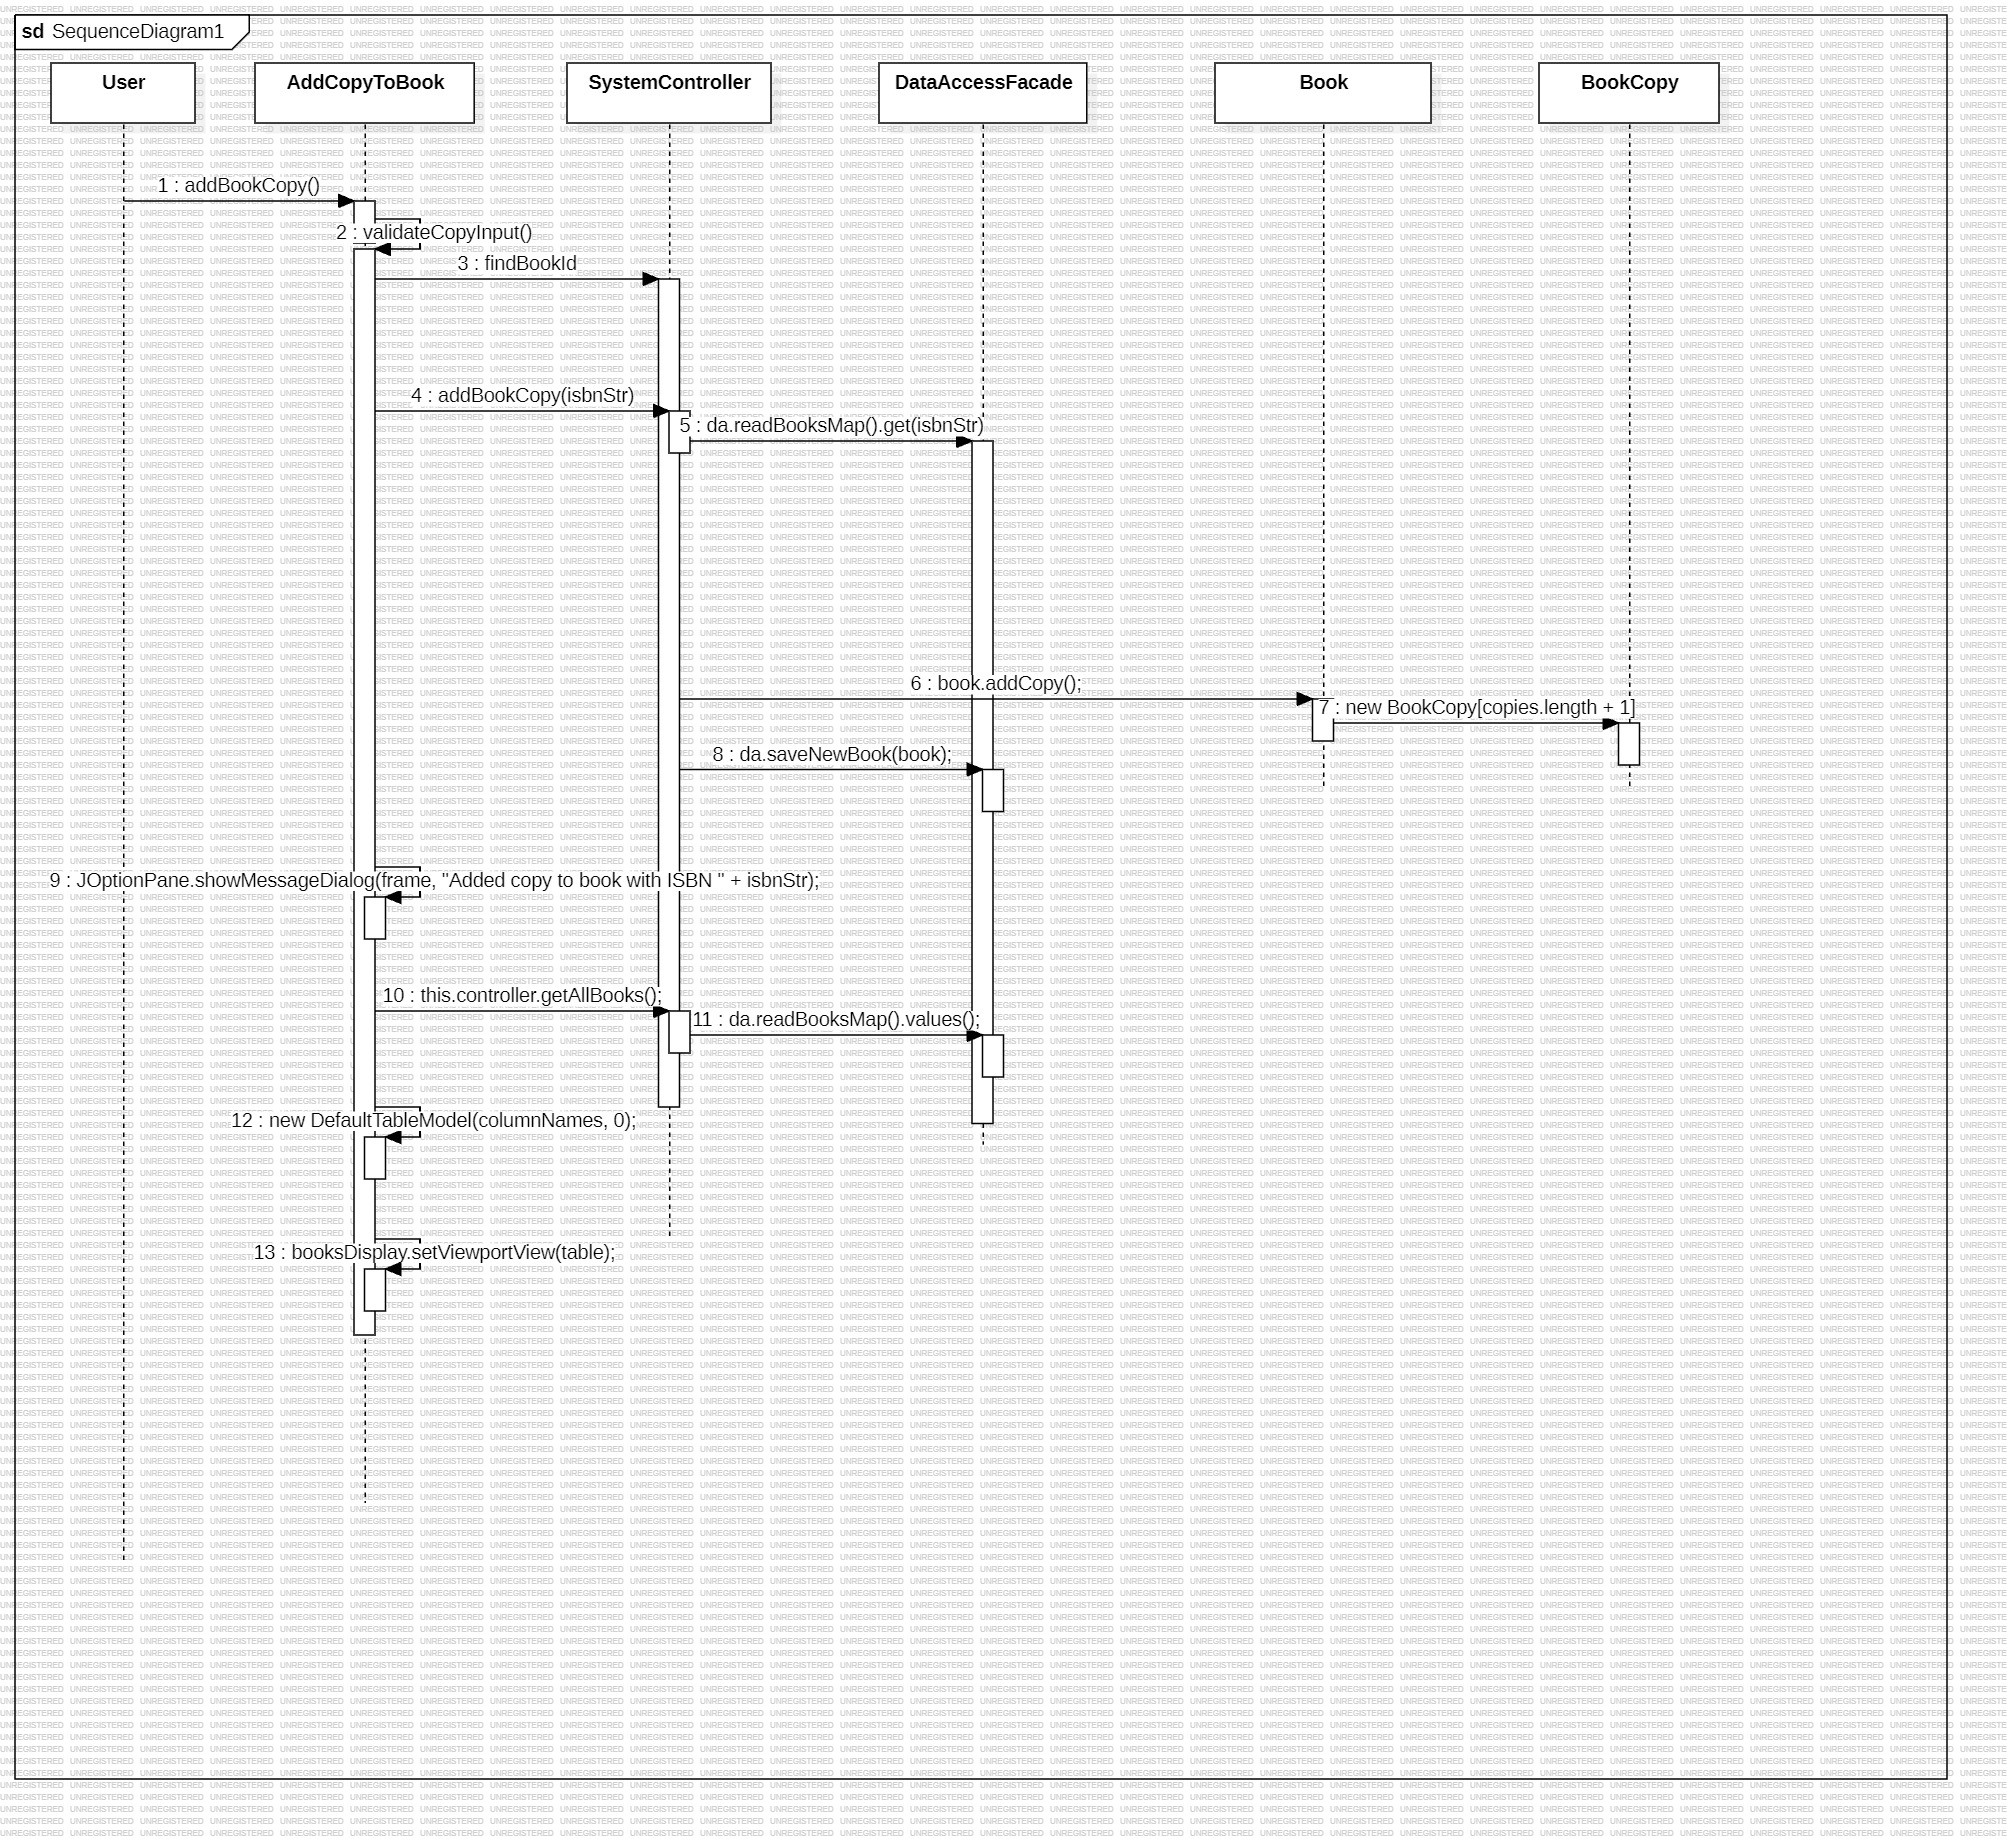 sd SequenceDiagram1
User
AddCopyToBook
SystemController
DataAccessFacade
Book
BookCopy
1 : addBookCopy()
2 : validateCopyInput()
3 : findBookId
4 : addBookCopy(isbnStr)
5 : da.readBooksMap().get(isbnStr)
6 : book.addCopy();
7 : new BookCopy[copies.length + 1]
8 : da.saveNewBook(book);
9 : JOptionPane.showMessageDialog(frame, "Added copy to book with ISBN " + isbnStr);
10 : this.controller.getAllBooks();
11 : da.readBooksMap().values();
12 : new DefaultTableModel(columnNames, 0);
13 : booksDisplay.setViewportView(table);
UNREGISTERED